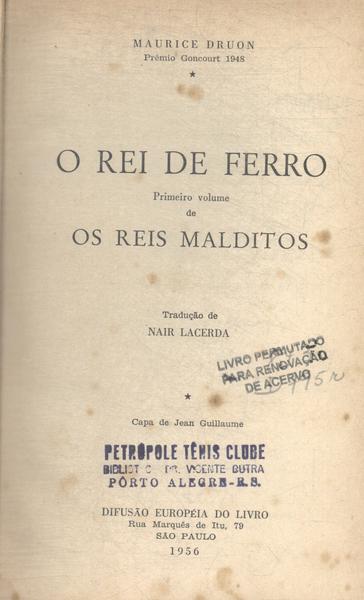 MAURICE DRUON
Prêmio Goncourt 1948
★
O REI DE FERRO
Primeiro volume
de
OS REIS MALDITOS
Tradução de
NAIR LACERDA
LIVRO PERMUTADO
PARA RENOVAÇÃO
DE ACERVO
★
Capa de Jean Guillaume
PETRÓPOLE TÊNIS CLUBE
DR. VICENTE DUTRA
PÔRTO ALEGRE-R.S.
DIFUSÃO EUROPÉIA DO LIVRO
Rua Marquês de Itu, 79
SÃO PAULO
1956